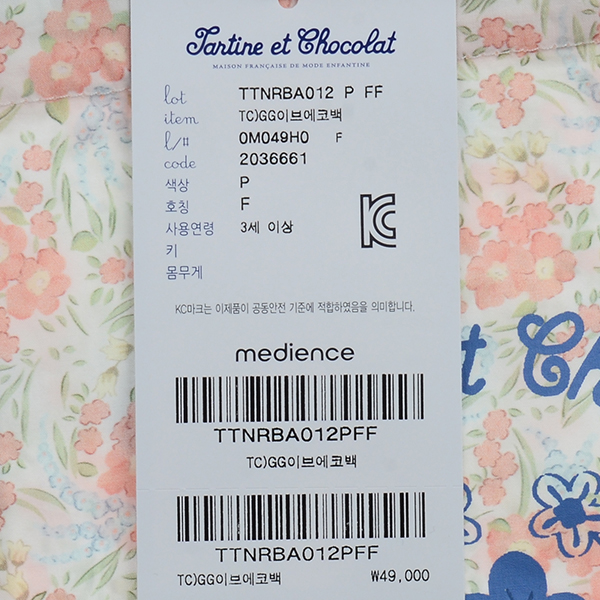 Tartine et Chocolat
MAISON FRANÇAISE DE MODE ENFANTINE
lot TTNRBA012 P FF
item TC)GG이브에코백
l/# 0M049H0 F
code 2036661
색상 P
호칭 F
사용연령 3세 이상
키
몸무게
KC마크는 이제품이 공동안전 기준에 적합하였음을 의미합니다.
medience
TTNRBA012PFF
TC)GG이브에코백
TTNRBA012PFF
TC)GG이브에코백 ₩49,000
t Ch